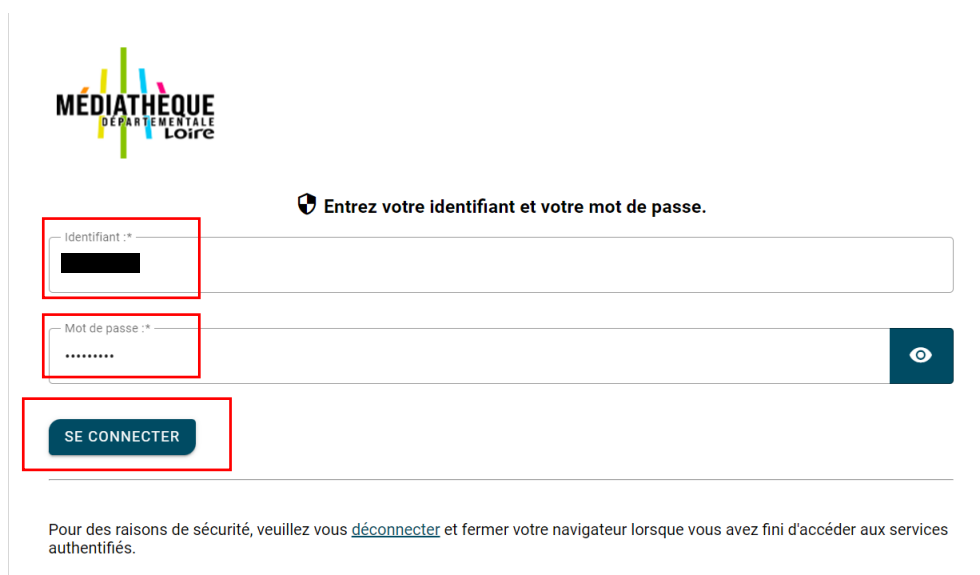 MÉDIATHÈQUE
DÉPARTEMENTALE
Loire
Entrez votre identifiant et votre mot de passe.
Identifiant :*
Mot de passe :*
•••••••••
SE CONNECTER
Pour des raisons de sécurité, veuillez vous déconnecter et fermer votre navigateur lorsque vous avez fini d'accéder aux services
authentifiés.